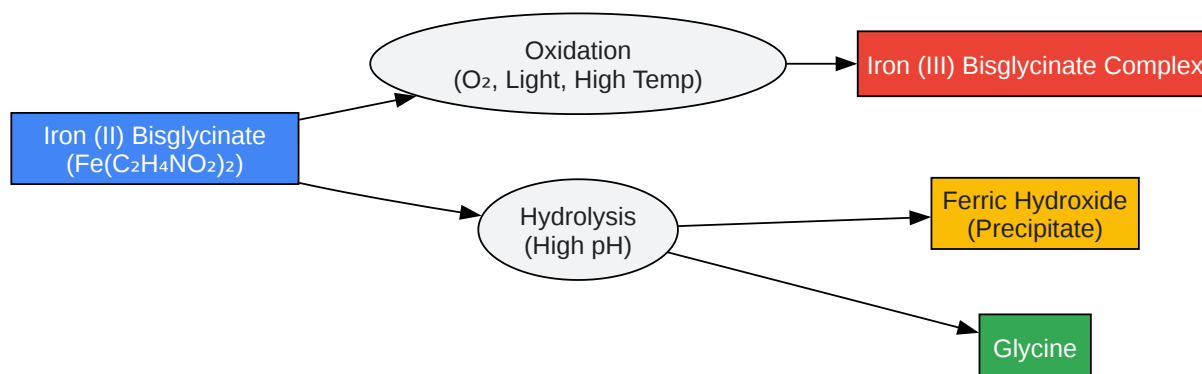 Oxidation
(O₂, Light, High Temp)
Iron (III) Bisglycinate Complex
Iron (II) Bisglycinate
(Fe(C₂H₄NO₂)₂)
Hydrolysis
(High pH)
Ferric Hydroxide
(Precipitate)
Glycine